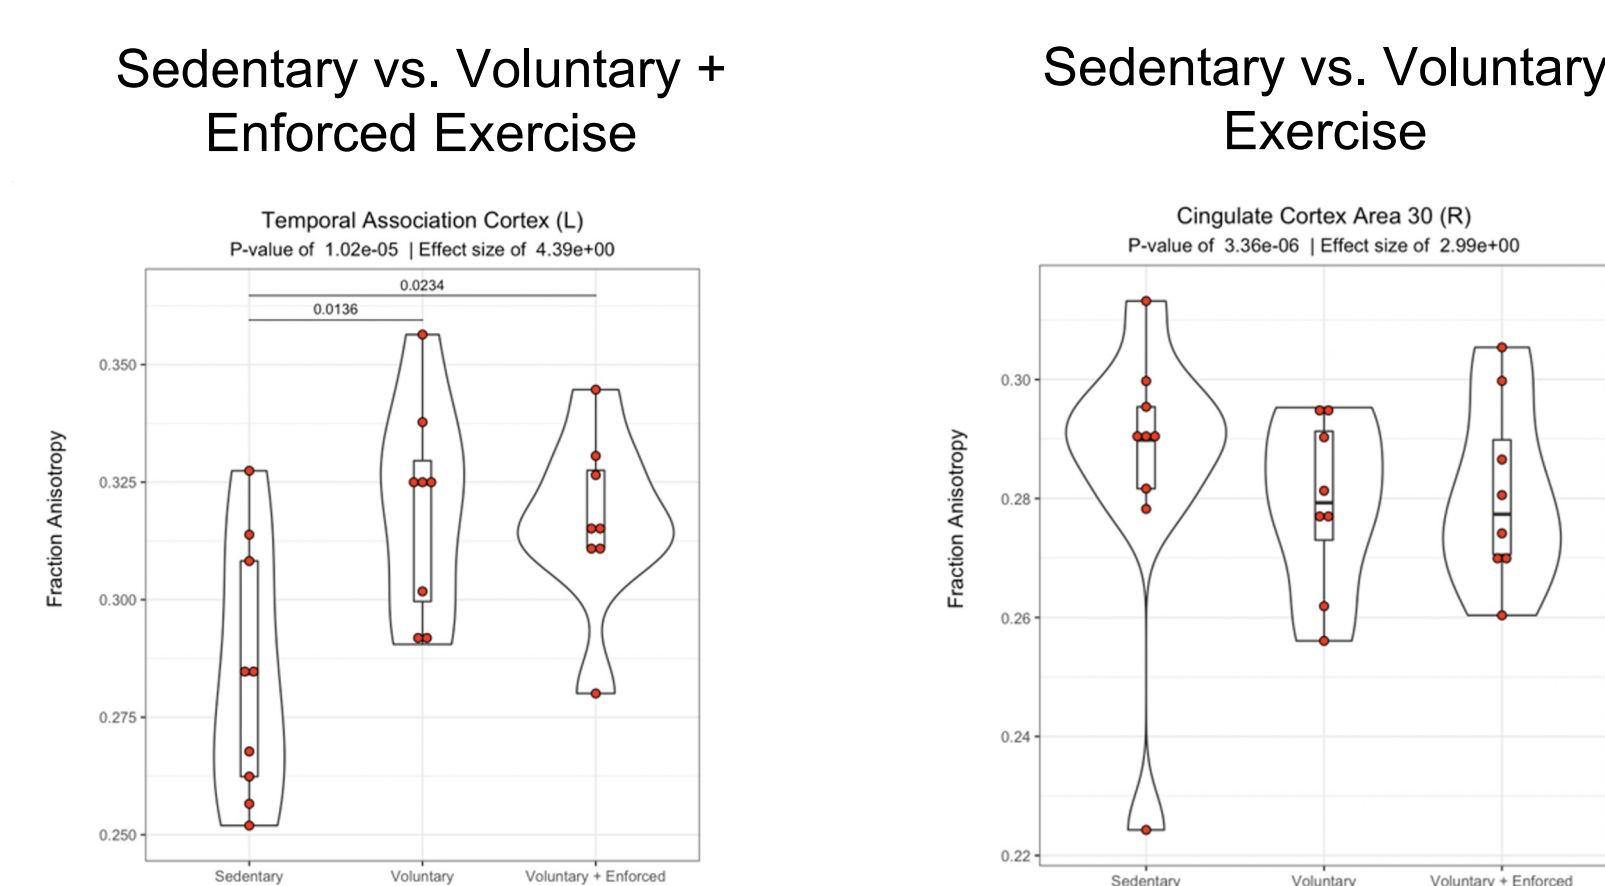 Sedentary vs. Voluntary +
Enforced Exercise
Temporal Association Cortex (L)
P-value of 1.02e-05 | Effect size of 4.39e+00
0.0234
0.0136
0.350
0.325
0.300
0.275
0.250
Fraction Anisotropy
Sedentary
Voluntary
Voluntary + Enforced
Sedentary vs. Voluntary
Exercise
Cingulate Cortex Area 30 (R)
P-value of 3.36e-06 | Effect size of 2.99e+00
0.30
0.28
0.26
0.24
0.22
Fraction Anisotropy
Sedentary
Voluntary
Voluntary + Enforced